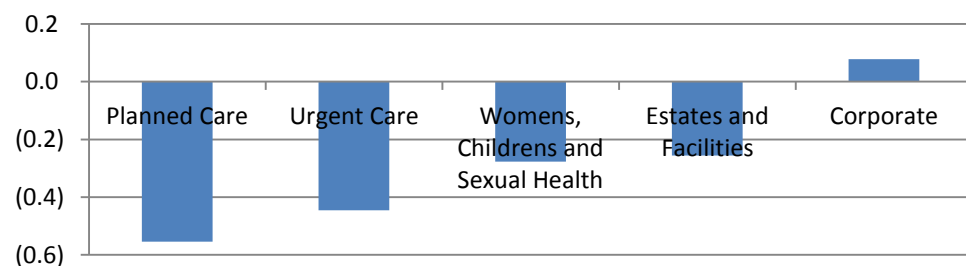 0.2
0.0
(0.2)
(0.4)
(0.6)
Planned Care
Urgent Care
Womens,
Childrens and
Sexual Health
Estates and
Facilities
Corporate